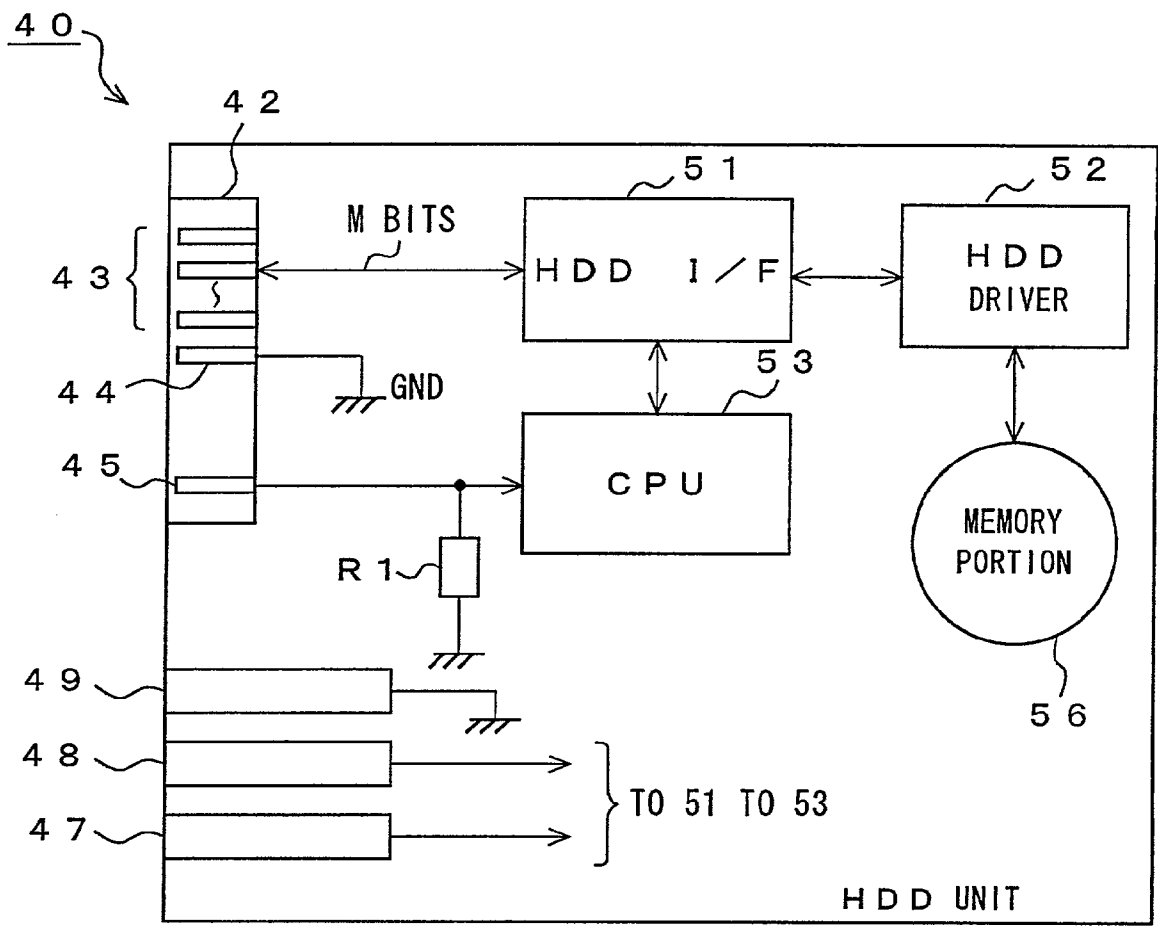 40
42
51
52
M BITS
43
HDD I/F
HDD
DRIVER
44
GND
53
45
CPU
MEMORY
PORTION
R1
49
56
48
TO 51 TO 53
47
HDD UNIT